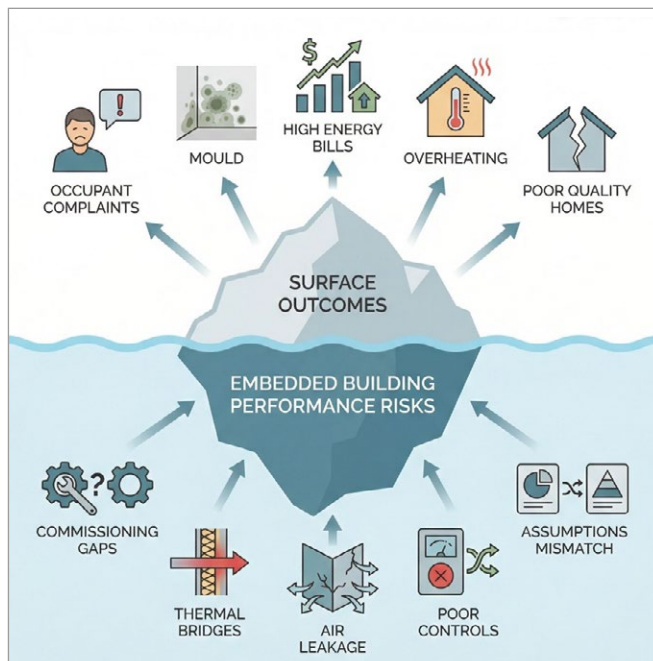 $
!
OCCUPANT
COMPLAINTS
MOULD
HIGH ENERGY
BILLS
OVERHEATING
POOR QUALITY
HOMES
SURFACE
OUTCOMES
EMBEDDED BUILDING
PERFORMANCE RISKS
?
COMMISSIONING
GAPS
THERMAL
BRIDGES
AIR
LEAKAGE
POOR
CONTROLS
ASSUMPTIONS
MISMATCH